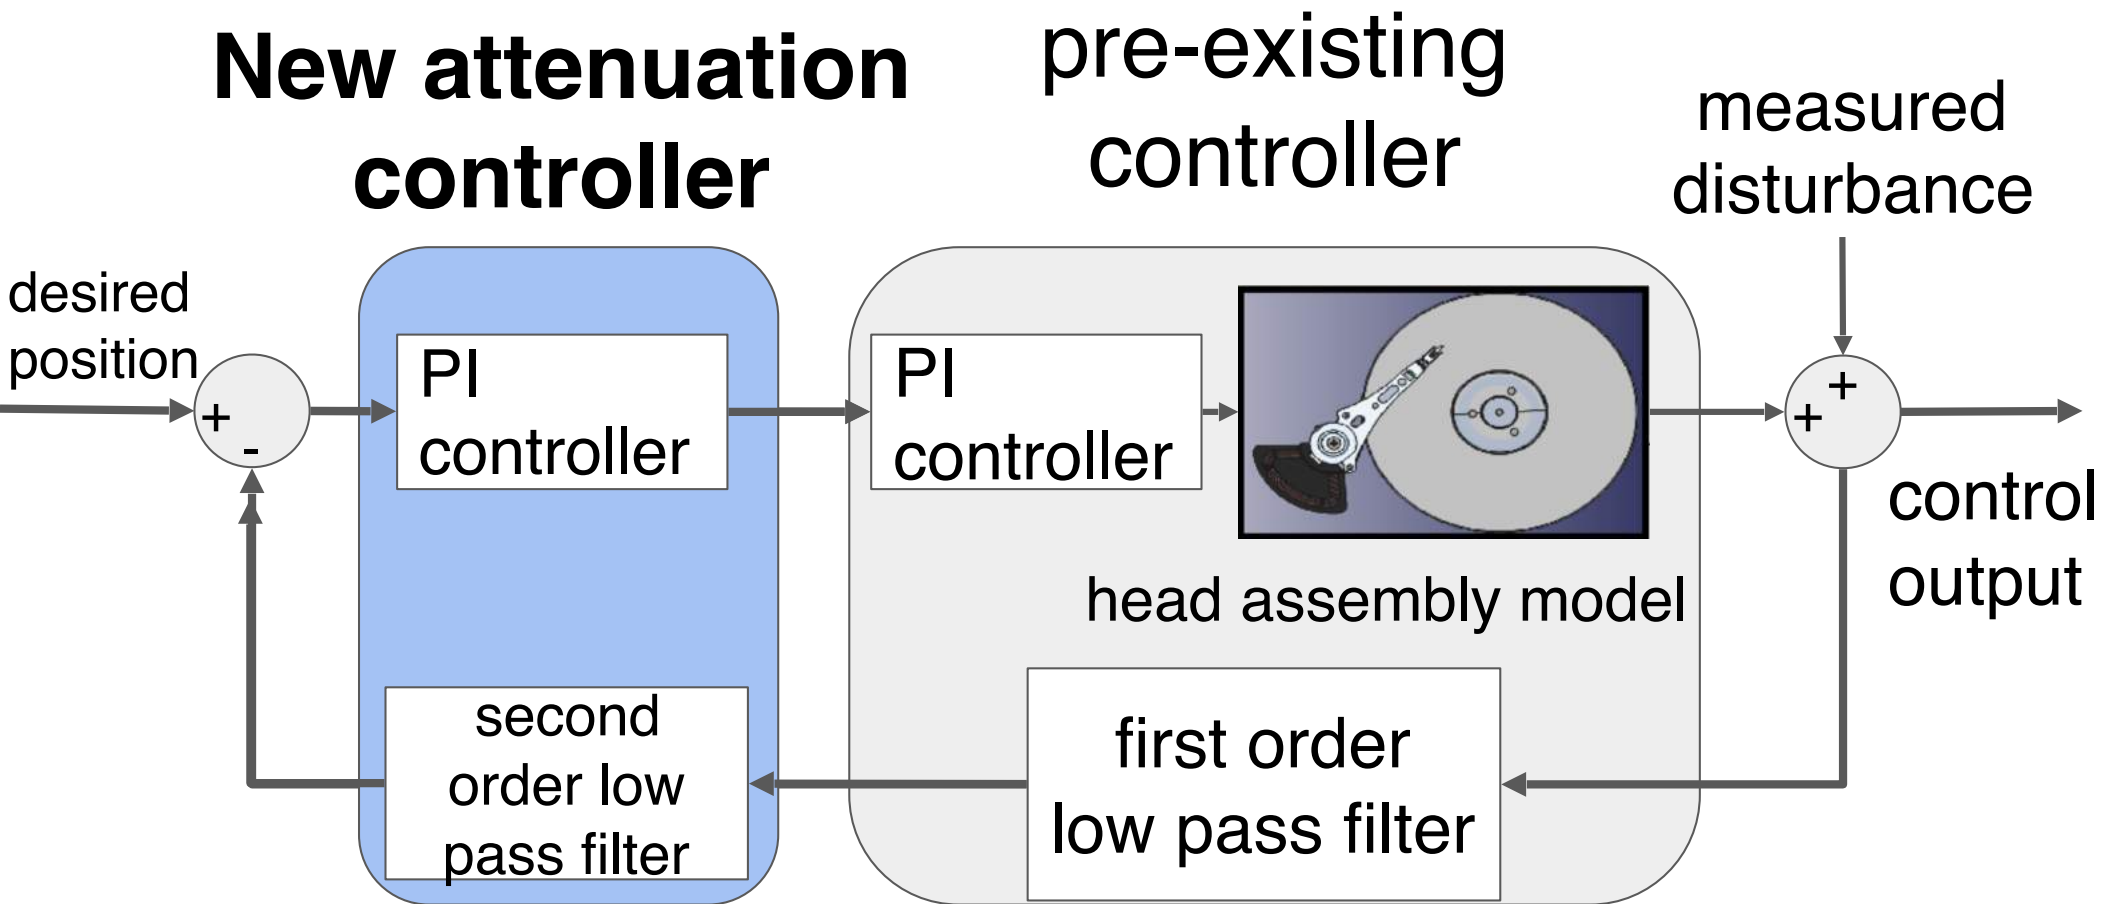 New attenuation
controller
pre-existing
controller
measured
disturbance
desired
position
+
-
PI
controller
PI
controller
+
+
control
output
head assembly model
second
order low
pass filter
first order
low pass filter